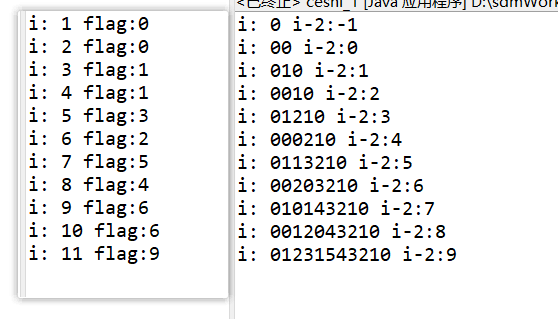 i: 1 flag:0
i: 2 flag:0
i: 3 flag:1
i: 4 flag:1
i: 5 flag:3
i: 6 flag:2
i: 7 flag:5
i: 8 flag:4
i: 9 flag:6
i: 10 flag:6
i: 11 flag:9
<已终止> ceshi_1 [Java 应用程序] D:\sdmWork
i: 0 i-2:-1
i: 00 i-2:0
i: 010 i-2:1
i: 0010 i-2:2
i: 01210 i-2:3
i: 000210 i-2:4
i: 0113210 i-2:5
i: 00203210 i-2:6
i: 010143210 i-2:7
i: 0012043210 i-2:8
i: 01231543210 i-2:9